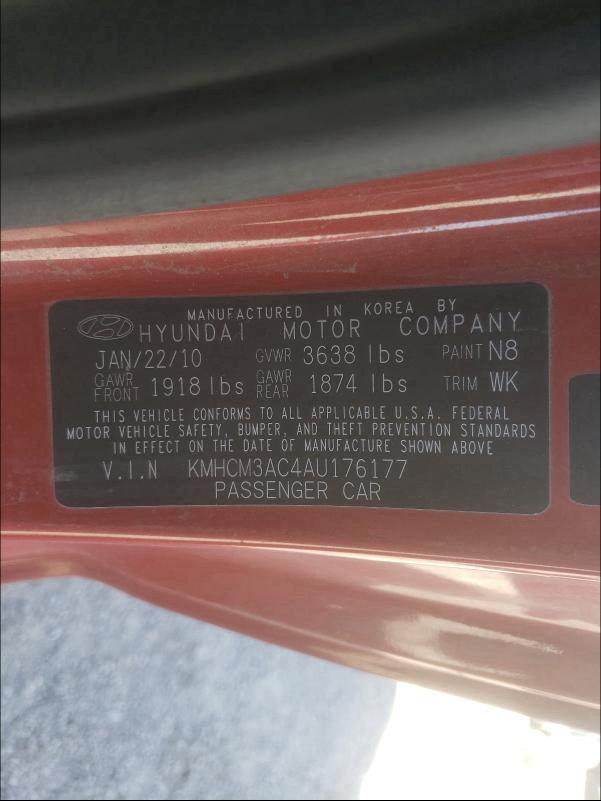 MANUFACTURED IN KOREA BY
HYUNDAI MOTOR COMPANY
JAN/22/10 GVWR 3638 lbs PAINT N8
GAWR FRONT 1918 lbs GAWR REAR 1874 lbs TRIM WK
THIS VEHICLE CONFORMS TO ALL APPLICABLE U.S.A. FEDERAL
MOTOR VEHICLE SAFETY, BUMPER, AND THEFT PREVENTION STANDARDS
IN EFFECT ON THE DATE OF MANUFACTURE SHOWN ABOVE
V.I.N KMHCM3AC4AU176177
PASSENGER CAR